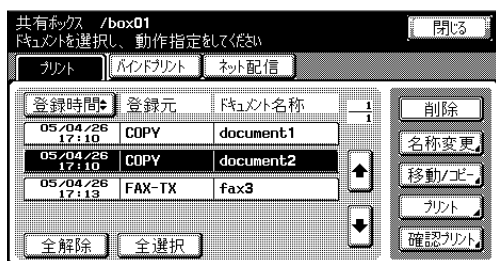 共有ﾎﾞｯｸｽ /box01
ﾄﾞｷｭﾒﾝﾄを選択し、動作指定をしてください
閉じる
ﾌﾟﾘﾝﾄ ﾊﾞｲﾝﾄﾞﾌﾟﾘﾝﾄ ﾈｯﾄ配信
登録時間 登録元 ﾄﾞｷｭﾒﾝﾄ名称 1/1
05/04/26 17:10 COPY document1
05/04/26 17:10 COPY document2
05/04/26 17:13 FAX-TX fax3
全解除 全選択
削除
名称変更
移動/ｺﾋﾟｰ
ﾌﾟﾘﾝﾄ
確認ﾌﾟﾘﾝﾄ